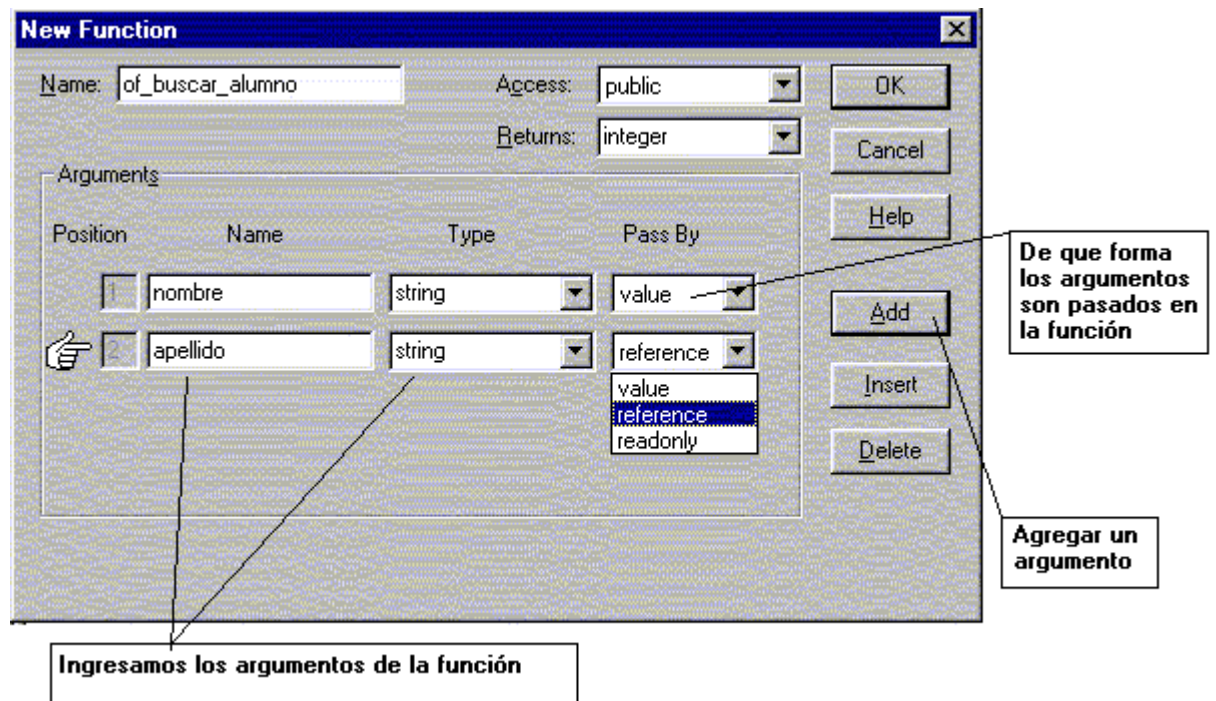 New Function
Name: of_buscar_alumno Access: public OK
Returns: integer Cancel
Arguments
Help
Position Name Type Pass By
1 nombre string value
De que forma
los argumentos
son pasados en
la función
Add
2 apellido string reference
value
reference
readonly
Insert
Delete
Agregar un
argumento
Ingresamos los argumentos de la función